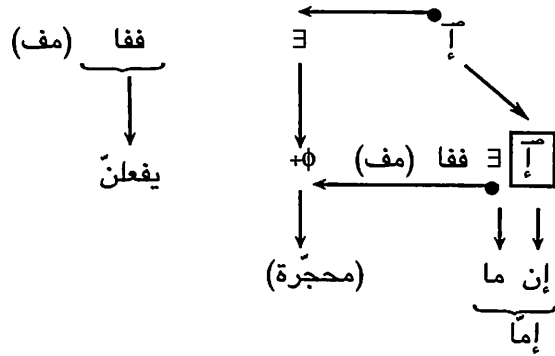 إ ∃ ففا (مف)
إ ∃ ففا (مف) +ф
يفعلنّ
إن ما (محجّرة)
إمّا